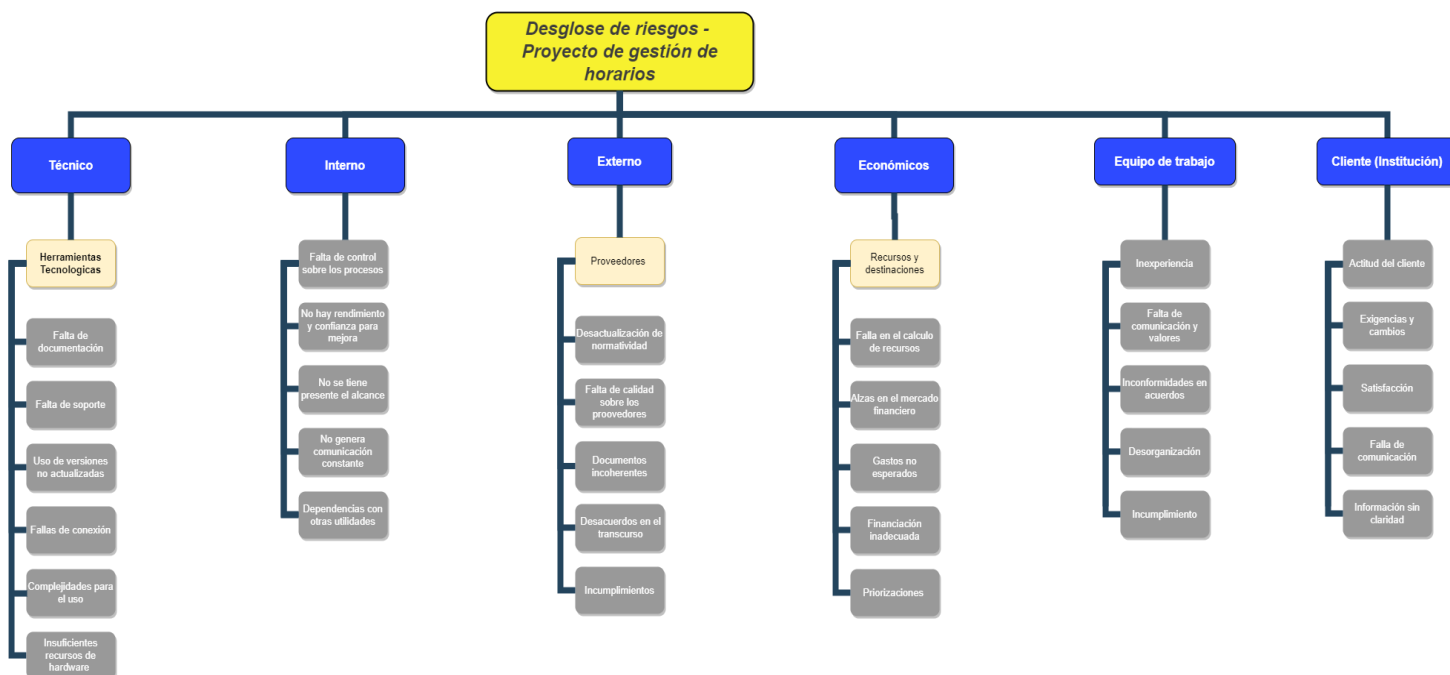 Desglose de riesgos -
Proyecto de gestión de
horarios
Técnico
Interno
Externo
Económicos
Equipo de trabajo
Cliente (Institución)
Herramientas
Tecnologicas
Falta de
documentación
Falta de soporte
Uso de versiones
no actualizadas
Fallas de conexión
Complejidades para
el uso
Insuficientes
recursos de
hardware
Falta de control
sobre los procesos
No hay rendimiento
y confianza para
mejora
No se tiene
presente el alcance
No genera
comunicación
constante
Dependencias con
otras utilidades
Proveedores
Desactualización de
normatividad
Falta de calidad
sobre los
proovedores
Documentos
incoherentes
Desacuerdos en el
transcurso
Incumplimientos
Recursos y
destinaciones
Falla en el calculo
de recursos
Alzas en el mercado
financiero
Gastos no
esperados
Financiación
inadecuada
Priorizaciones
Inexperiencia
Falta de
comunicación y
valores
Inconformidades en
acuerdos
Desorganización
Incumplimiento
Actitud del cliente
Exigencias y
cambios
Satisfacción
Falla de
comunicación
Información sin
claridad